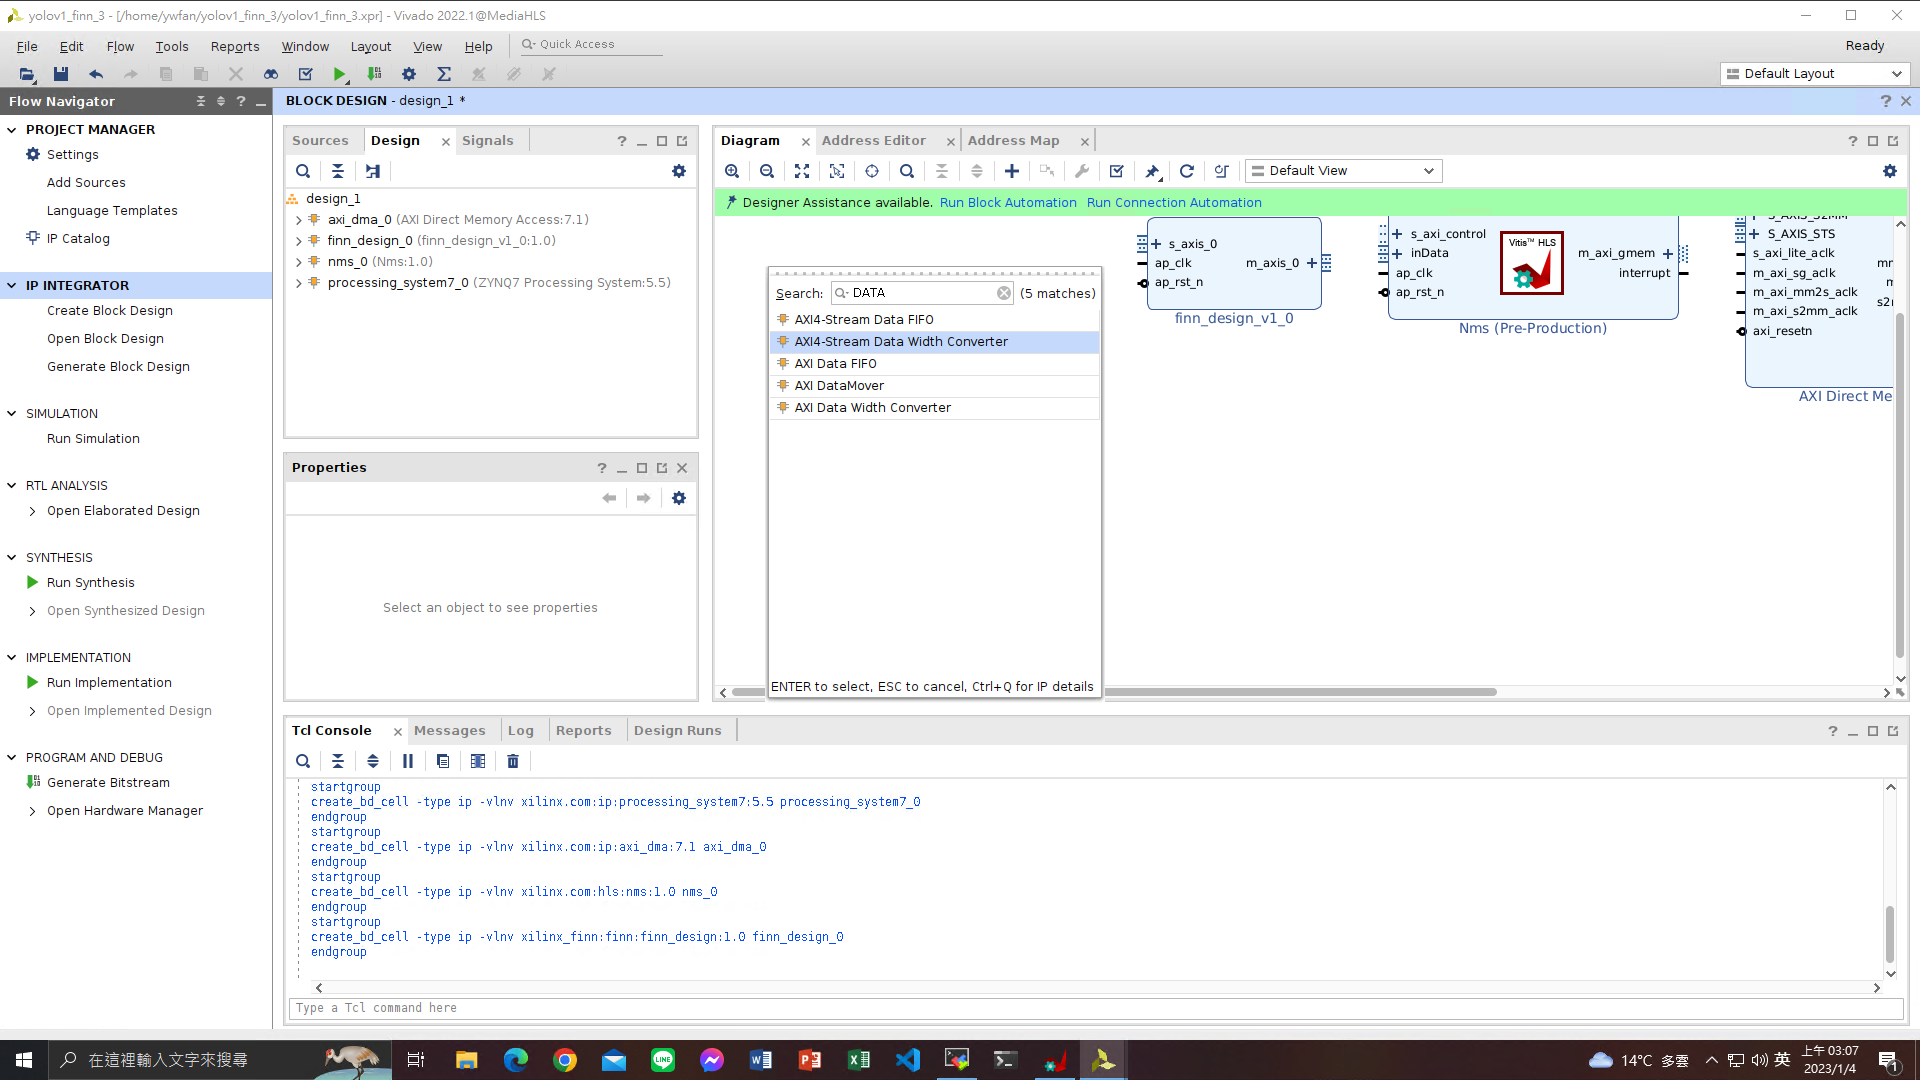 yolov1_finn_3 - [/home/ywfan/yolov1_finn_3/yolov1_finn_3.xpr] - Vivado 2022.1@MediaHLS
File Edit Flow Tools Reports Window Layout View Help Quick Access
Ready
Default Layout
Flow Navigator
PROJECT MANAGER
Settings
Add Sources
Language Templates
IP Catalog
IP INTEGRATOR
Create Block Design
Open Block Design
Generate Block Design
SIMULATION
Run Simulation
RTL ANALYSIS
Open Elaborated Design
SYNTHESIS
Run Synthesis
Open Synthesized Design
IMPLEMENTATION
Run Implementation
Open Implemented Design
PROGRAM AND DEBUG
Generate Bitstream
Open Hardware Manager
BLOCK DESIGN - design_1 *
Sources Design Signals
design_1
axi_dma_0 (AXI Direct Memory Access:7.1)
finn_design_0 (finn_design_v1_0:1.0)
nms_0 (Nms:1.0)
processing_system7_0 (ZYNQ7 Processing System:5.5)
Properties
Select an object to see properties
Diagram Address Editor Address Map
Default View
Designer Assistance available. Run Block Automation Run Connection Automation
Search: DATA (5 matches)
AXI4-Stream Data FIFO
AXI4-Stream Data Width Converter
AXI Data FIFO
AXI DataMover
AXI Data Width Converter
ENTER to select, ESC to cancel, Ctrl+Q for IP details
s_axis_0
ap_clk
ap_rst_n
m_axis_0
finn_design_v1_0
s_axi_control
inData
ap_clk
ap_rst_n
Vitis™ HLS
m_axi_gmem
interrupt
Nms (Pre-Production)
S_AXIS_S2MM
S_AXIS_STS
s_axi_lite_aclk
m_axi_sg_aclk
m_axi_mm2s_aclk
m_axi_s2mm_aclk
axi_resetn
AXI Direct Me
Tcl Console Messages Log Reports Design Runs
startgroup
create_bd_cell -type ip -vlnv xilinx.com:ip:processing_system7:5.5 processing_system7_0
endgroup
startgroup
create_bd_cell -type ip -vlnv xilinx.com:ip:axi_dma:7.1 axi_dma_0
endgroup
startgroup
create_bd_cell -type ip -vlnv xilinx.com:hls:nms:1.0 nms_0
endgroup
startgroup
create_bd_cell -type ip -vlnv xilinx_finn:finn:finn_design:1.0 finn_design_0
endgroup
Type a Tcl command here
在這裡輸入文字來搜尋
14°C 多雲
英
上午 03:07
2023/1/4
1